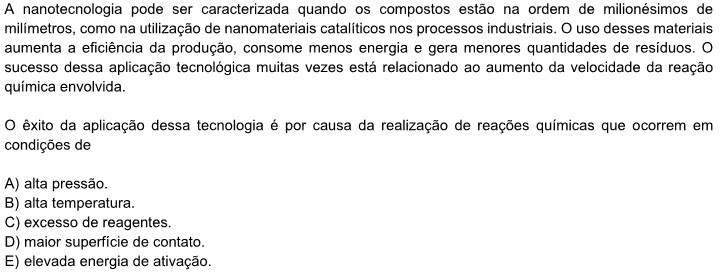 A nanotecnologia pode ser caracterizada quando os compostos estão na ordem de milionésimos de
milímetros, como na utilização de nanomateriais catalíticos nos processos industriais. O uso desses materiais
aumenta a eficiência da produção, consome menos energia e gera menores quantidades de resíduos. O
sucesso dessa aplicação tecnológica muitas vezes está relacionado ao aumento da velocidade da reação
química envolvida.
O êxito da aplicação dessa tecnologia é por causa da realização de reações químicas que ocorrem em
condições de
A) alta pressão.
B) alta temperatura.
C) excesso de reagentes.
D) maior superfície de contato.
E) elevada energia de ativação.